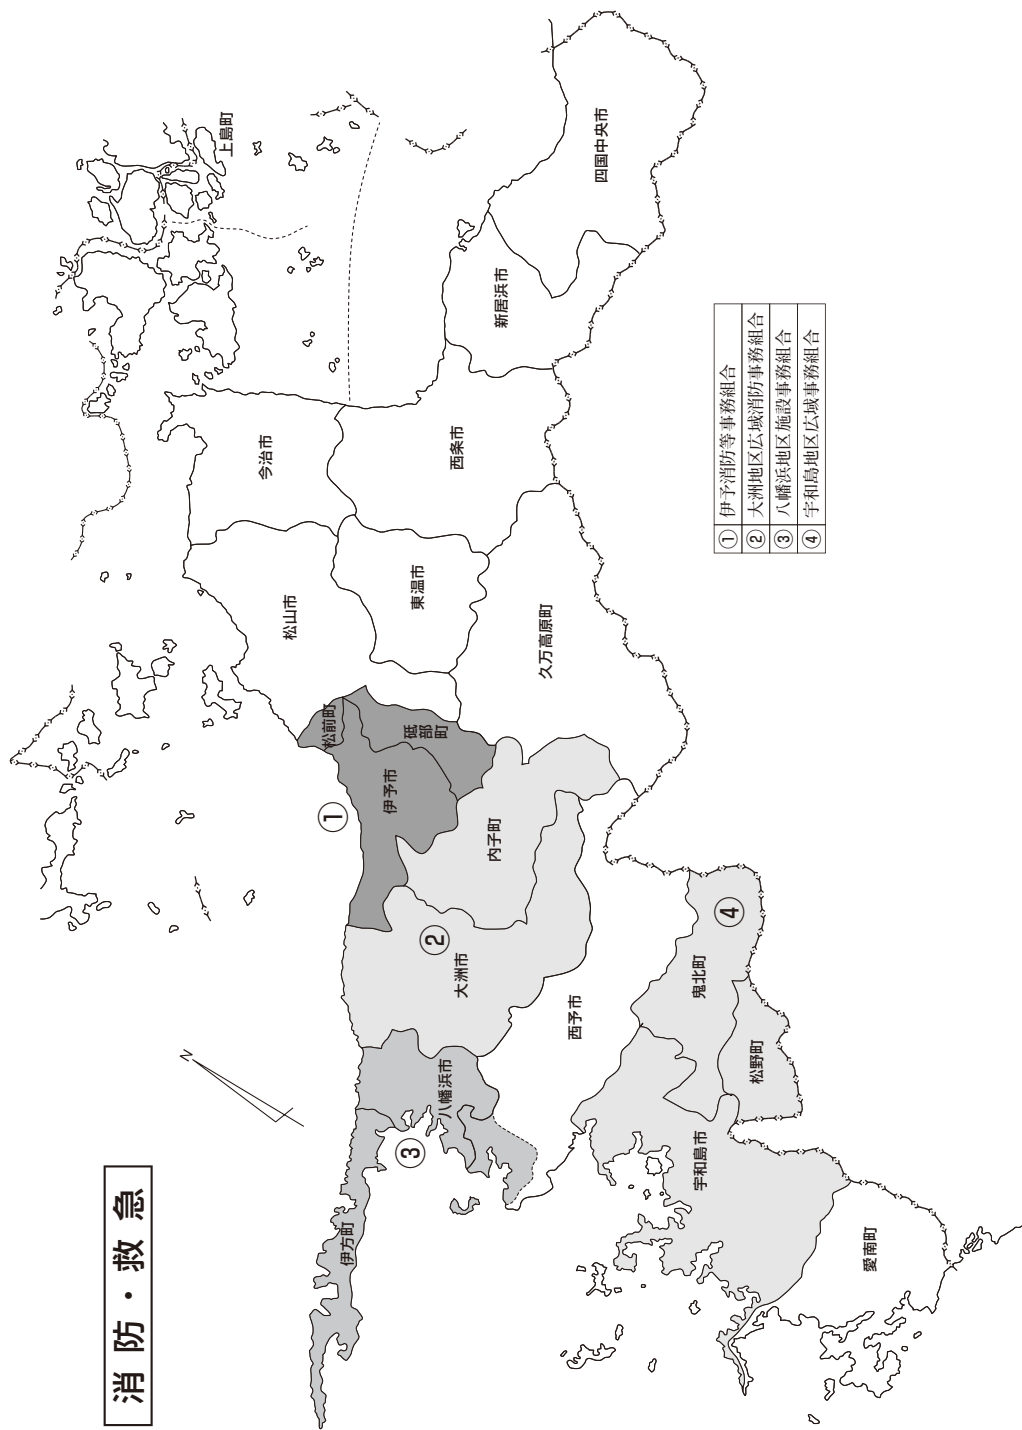 消防・救急
N
上島町
四国中央市
新居浜市
西条市
今治市
松山市
東温市
久万高原町
松前町
砥部町
伊予市
①
内子町
②
大洲市
西予市
八幡浜市
③
伊方町
④
鬼北町
松野町
宇和島市
愛南町
① 伊予消防等事務組合
② 大洲地区広域消防事務組合
③ 八幡浜地区施設事務組合
④ 宇和島地区広域事務組合